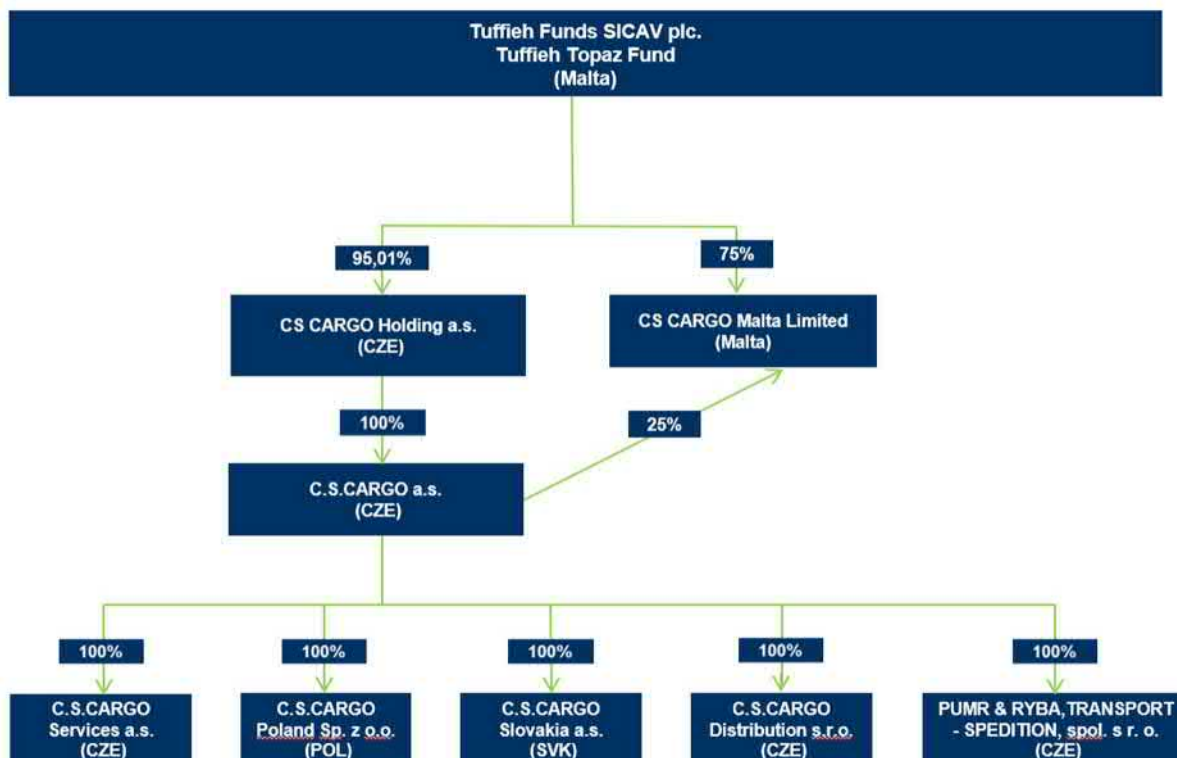 Tuffieh Funds SICAV plc.
Tuffieh Topaz Fund
(Malta)
95,01%
75%
CS CARGO Holding a.s.
(CZE)
CS CARGO Malta Limited
(Malta)
100%
25%
C.S.CARGO a.s.
(CZE)
100%
100%
100%
100%
100%
C.S.CARGO
Services a.s.
(CZE)
C.S.CARGO
Poland Sp. z o.o.
(POL)
C.S.CARGO
Slovakia a.s.
(SVK)
C.S.CARGO
Distribution s.r.o.
(CZE)
PUMR & RYBA,TRANSPORT
- SPEDITION, spol. s r. o.
(CZE)